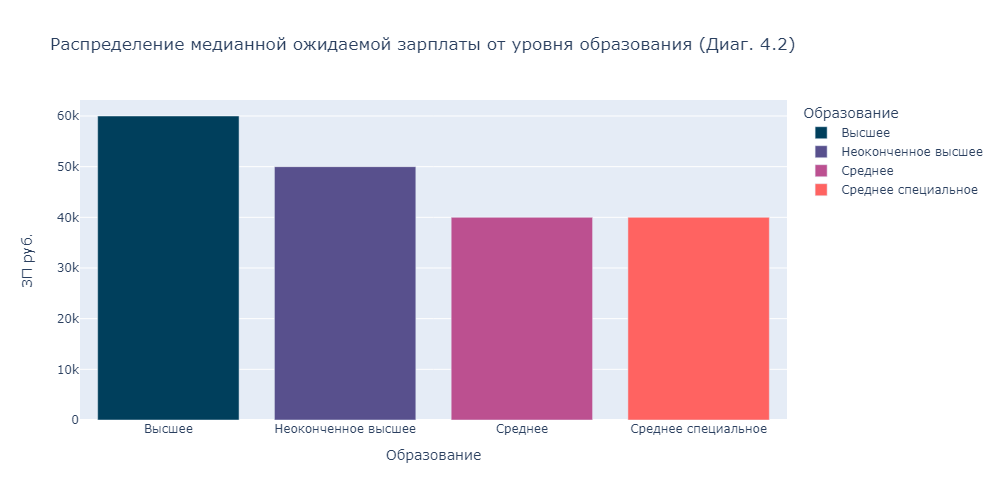 Распределение медианной ожидаемой зарплаты от уровня образования (Диаг. 4.2)
Образование
Высшее
Неоконченное высшее
Среднее
Среднее специальное
60k
50k
40k
30k
20k
10k
0
ЗП руб.
Высшее
Неоконченное высшее
Среднее
Среднее специальное
Образование